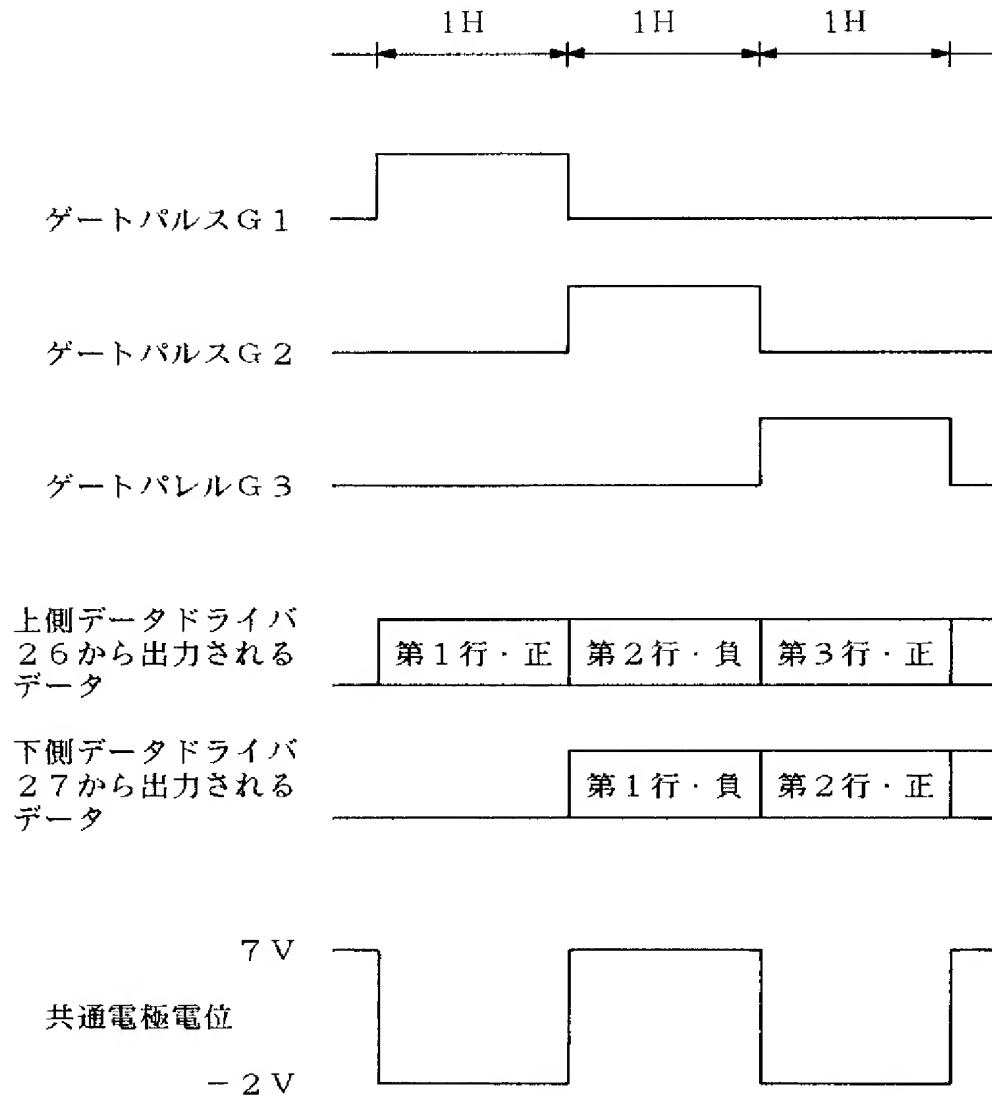 1H 1H 1H
ゲートパルスG1
ゲートパルスG2
ゲートパレルG3
上側データドライバ
26から出力される
データ
第1行・正 第2行・負 第3行・正
下側データドライバ
27から出力される
データ
第1行・負 第2行・正
7V
共通電極電位
-2V